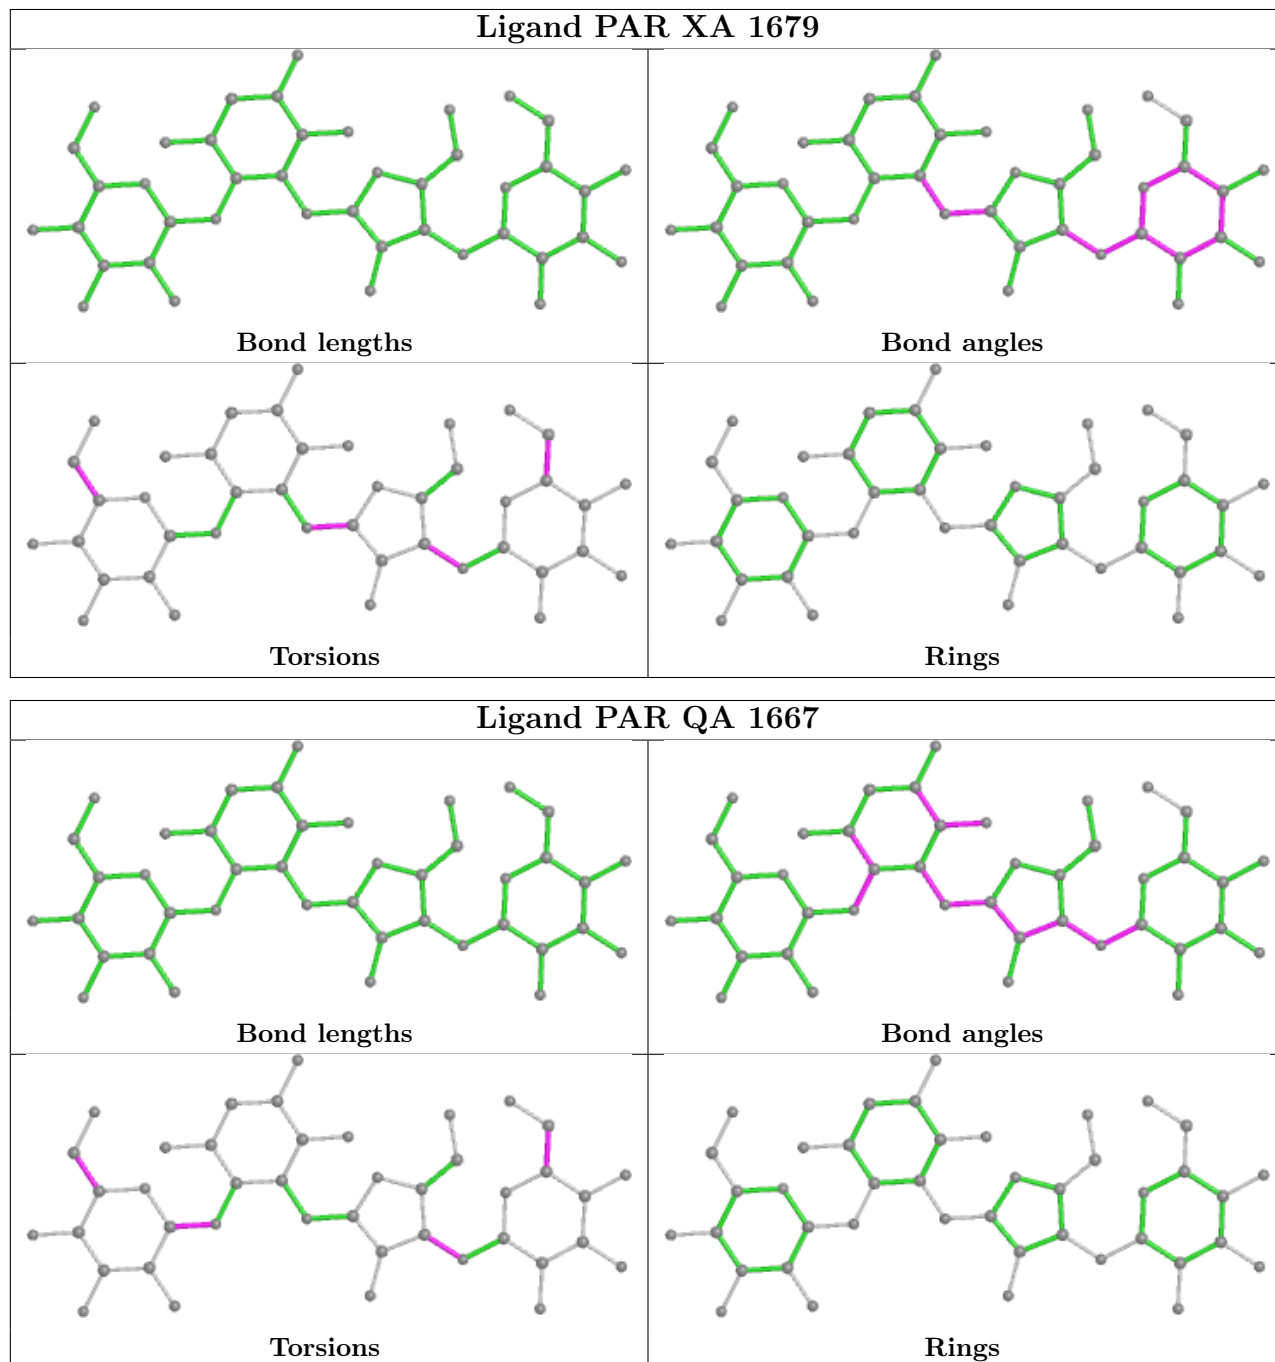 Ligand PAR XA 1679
Bond lengths
Bond angles
Torsions
Rings
Ligand PAR QA 1667
Bond lengths
Bond angles
Torsions
Rings